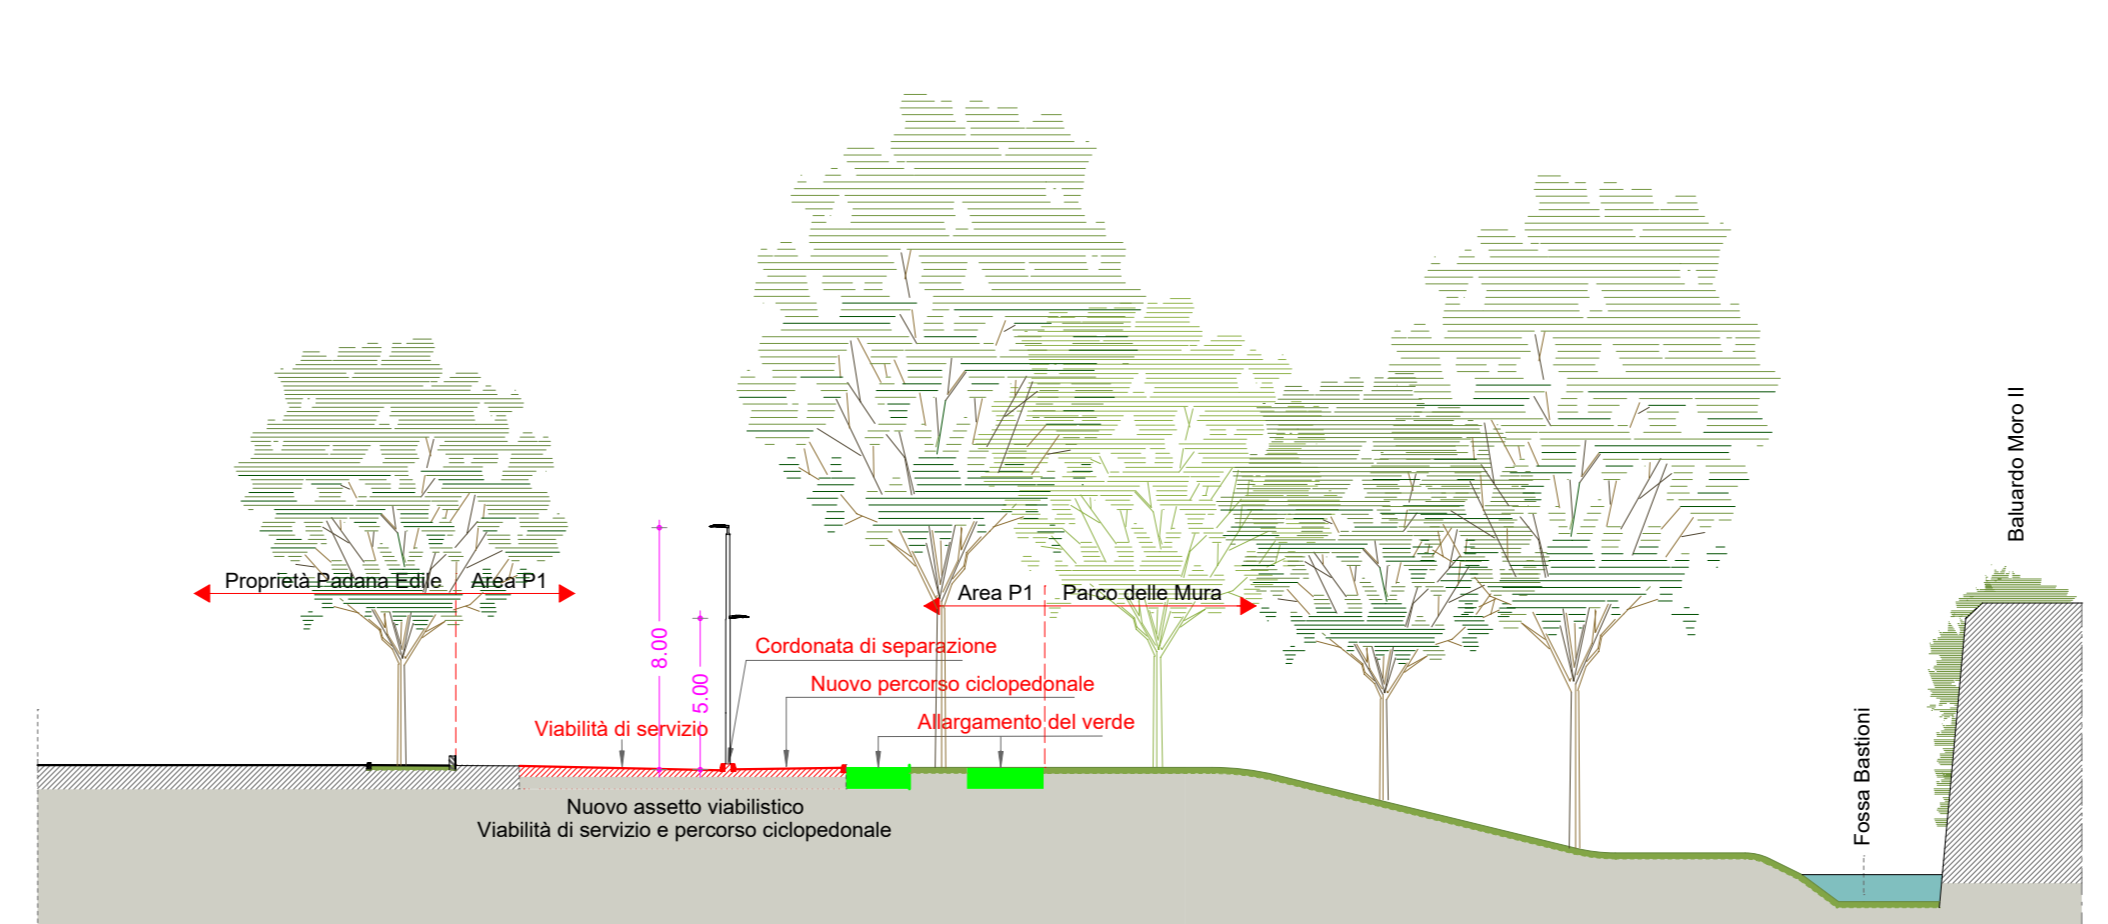 Baluardo Moro II
Proprietà Padana Edile
Area P1
Area P1
Parco delle Mura
8.00
5.00
Cordonata di separazione
Nuovo percorso ciclopedonale
Allargamento del verde
Viabilità di servizio
Fossa Bastioni
Nuovo assetto viabilistico
Viabilità di servizio e percorso ciclopedonale